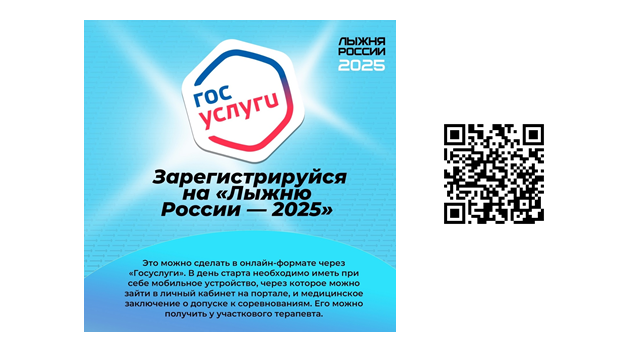 ЛЫЖНЯ
РОССИИ
2025
гос
услуги
Зарегистрируйся
на «Лыжню
России — 2025»
Это можно сделать в онлайн-формате через
«Госуслуги». В день старта необходимо иметь при
себе мобильное устройство, через которое можно
зайти в личный кабинет на портале, и медицинское
заключение о допуске к соревнованиям. Его можно
получить у участкового терапевта.